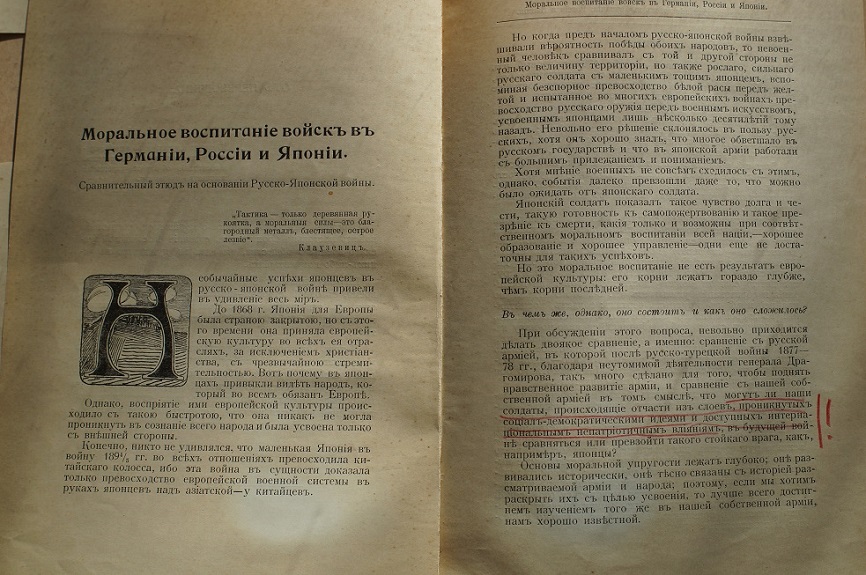 Моральное воспитаніе войскъ въ
Германіи, Россіи и Японіи.
Сравнительный этюдъ на основаніи Русско-Японской войны.
„Тактика — только деревянная ру-
коятка, а моральныя силы—это бла-
городный металлъ, блестящее, острое
лезвіе“.
Клаузевицъ.
Необычайные успѣхи японцевъ въ
русско-японской войнѣ привели
въ удивленіе весь міръ.
До 1868 г. Японія для Европы
была страною закрытою, но съ это-
го времени она приняла европей-
скую культуру во всѣхъ ея отра-
сляхъ, за исключеніемъ христіан-
ства, съ чрезвычайною стреми-
тельностью. Вотъ почему въ япон-
цахъ привыкли видѣть народъ, ко-
торый во всемъ обязанъ Европѣ.
Однако, воспріятіе ими европейской культуры проис-
ходило съ такою быстротою, что она никакъ не могла
проникнуть въ сознаніе всего народа и была усвоена только
съ внѣшней стороны.
Конечно, никто не удивлялся, что маленькая Японія въ
войну 1894/5 гг. во всѣхъ отношеніяхъ превосходила ки-
тайскаго колосса, ибо эта война въ сущности доказала
только превосходство европейской военной системы въ
рукахъ японцевъ надъ азіатской—у китайцевъ.
Моральное воспитаніе войскъ въ Германіи, Россіи и Японіи.
Но когда предъ началомъ русско-японской войны взвѣ-
шивали вѣроятность побѣды обоихъ народовъ, то невоен-
ный человѣкъ сравнивалъ съ той и другой стороны не
только величину территоріи, но также рослаго, сильнаго
русскаго солдата съ маленькимъ тощимъ японцемъ, вспо-
миная безспорное превосходство бѣлой расы передъ жел-
той и испытанное во многихъ европейскихъ войнахъ пре-
восходство русскаго оружія передъ военнымъ искусствомъ,
усвоеннымъ японцами лишь нѣсколько десятилѣтій тому
назадъ. Невольно его рѣшеніе склонялось въ пользу рус-
скихъ, хотя онъ хорошо зналъ, что многое обветшало въ
русскомъ государствѣ и что въ японской арміи работали
съ большимъ прилежаніемъ и пониманіемъ.
Хотя мнѣніе военныхъ не совсѣмъ сходилось съ этимъ,
однако, событія далеко превзошли даже то, что можно
было ожидать отъ японскаго солдата.
Японскій солдатъ показалъ такое чувство долга и че-
сти, такую готовность къ самопожертвованію и такое пре-
зрѣніе къ смерти, какія только и возможны при соотвѣт-
ственномъ моральномъ воспитаніи всей націи.—хорошее
образованіе и хорошее управленіе—одни еще не доста-
точны для такихъ успѣховъ.
Но это моральное воспитаніе не есть результатъ евро-
пейской культуры: его корни лежатъ гораздо глубже,
чѣмъ корни послѣдней.
Въ чемъ же, однако, оно состоитъ и какъ оно сложилось?
При обсужденіи этого вопроса, невольно приходится
дѣлать двоякое сравненіе, а именно: сравненіе съ русской
арміей, въ которой послѣ русско-турецкой войны 1877—
78 гг., благодаря неутомимой дѣятельности генерала Дра-
гомирова, такъ много сдѣлано для того, чтобы поднять
нравственное развитіе арміи, и сравненіе съ нашей соб-
ственной арміей въ томъ смыслѣ, что могутъ ли наши
солдаты, происходящіе отчасти изъ слоевъ, проникнутыхъ
соціалъ-демократическими идеями и доступныхъ интерна-
ціональнымъ непатріотичнымъ вліяніямъ, въ будущей вой-
нѣ сравняться или превзойти такого стойкаго врага, какъ,
напримѣръ, японцы?
Основы моральной упругости лежатъ глубоко; онѣ раз-
вивались исторически, онѣ тѣсно связаны съ исторіей раз-
сматриваемой арміи и народа; поэтому, если мы хотимъ
раскрыть ихъ съ цѣлью усвоенія, то лучше всего достиг-
немъ изученіемъ того же въ нашей собственной арміи,
намъ хорошо извѣстной.
!!